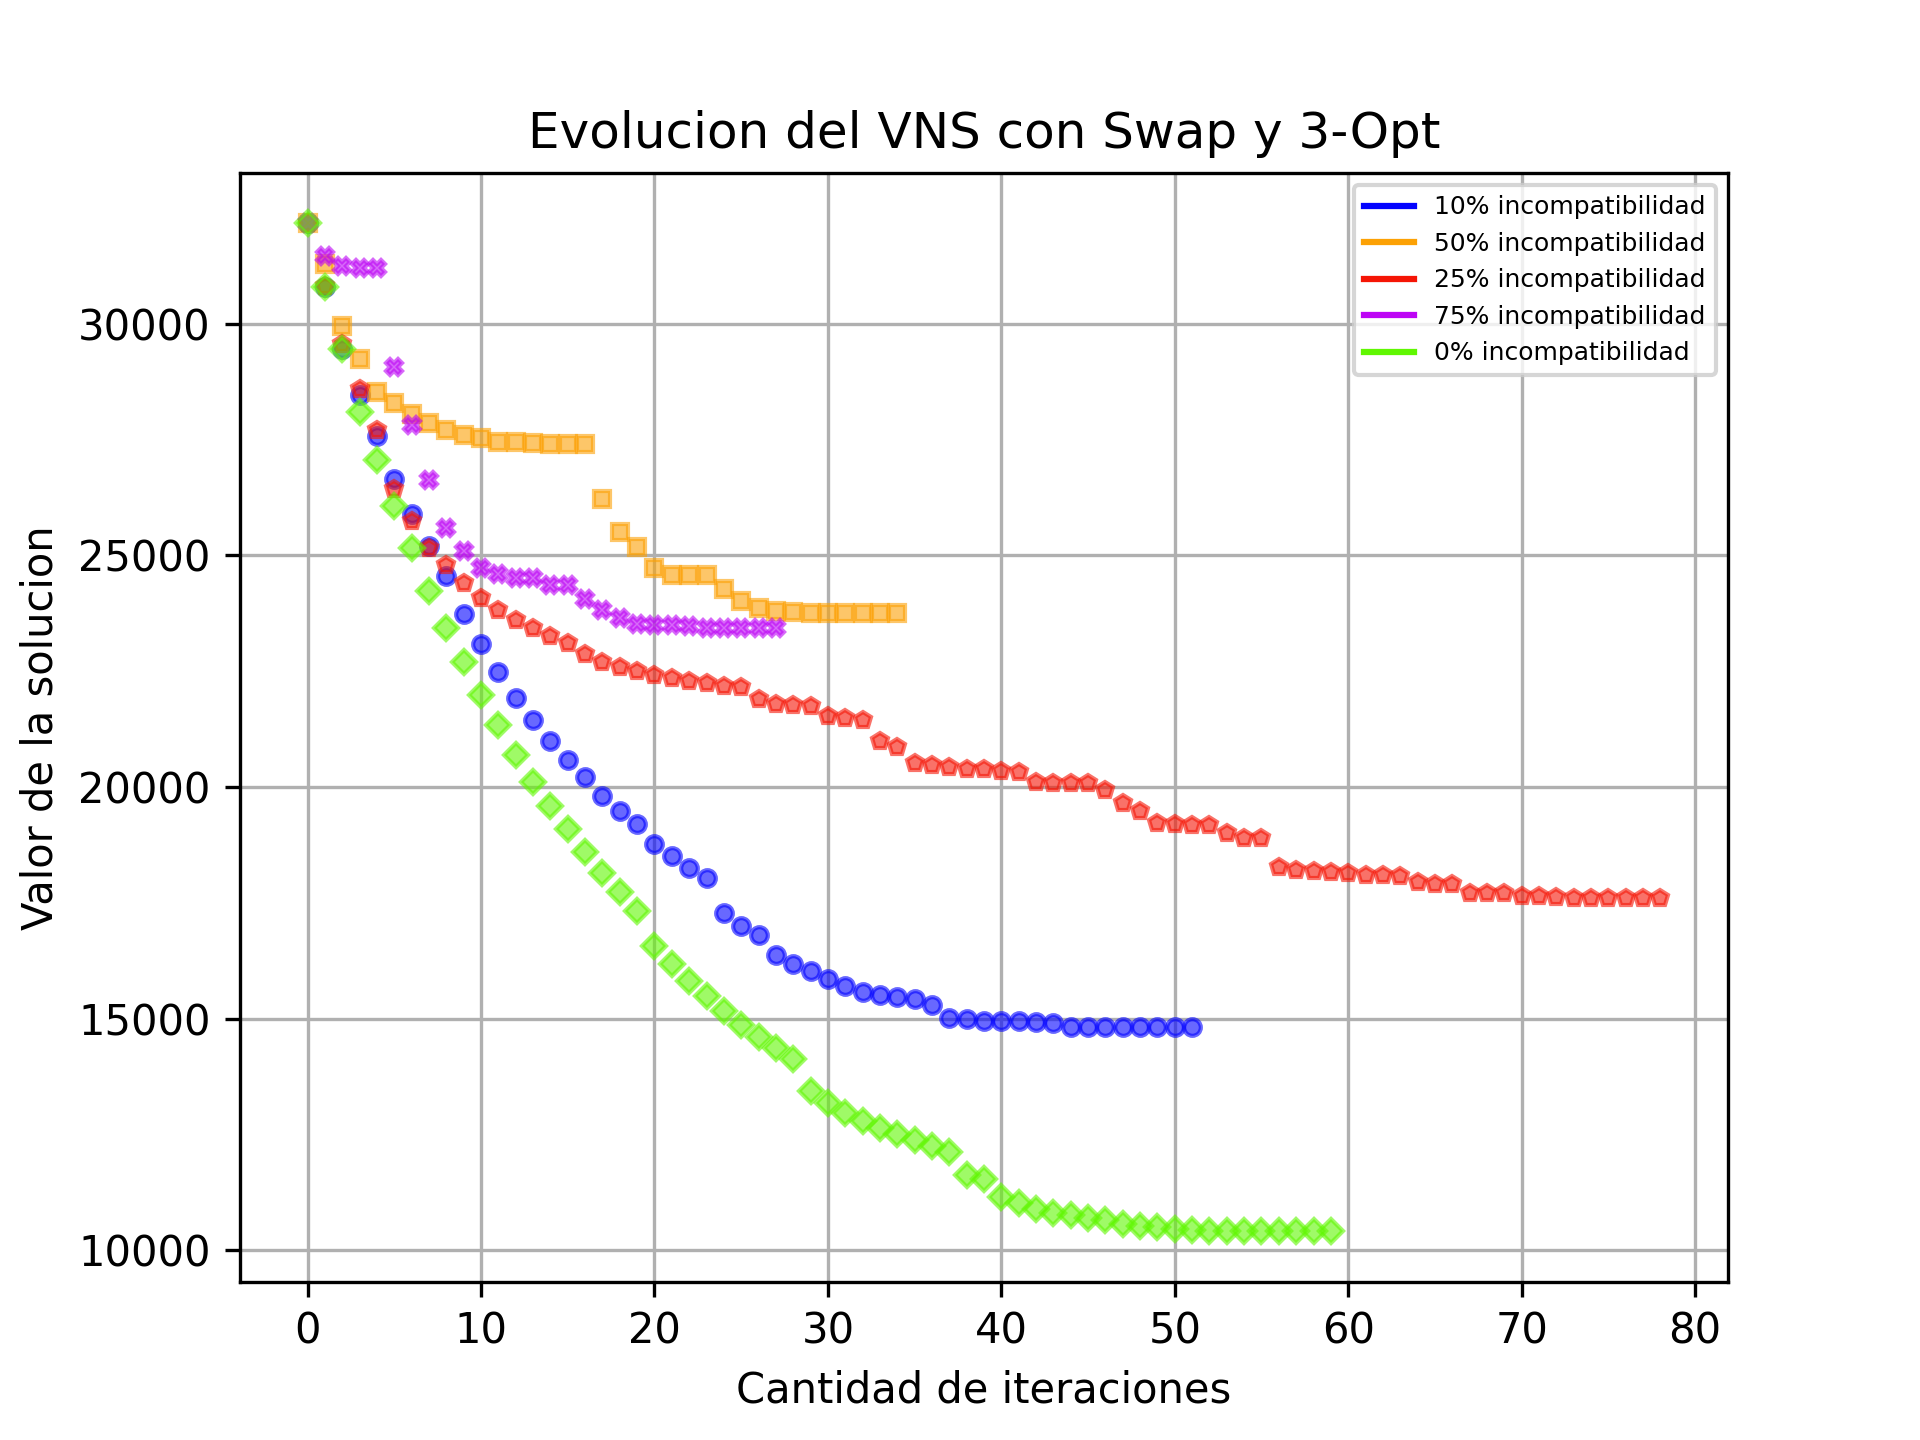 Evolucion del VNS con Swap y 3-Opt
10% incompatibilidad
50% incompatibilidad
25% incompatibilidad
75% incompatibilidad
0% incompatibilidad
Valor de la solucion
30000
25000
20000
15000
10000
0 10 20 30 40 50 60 70 80
Cantidad de iteraciones